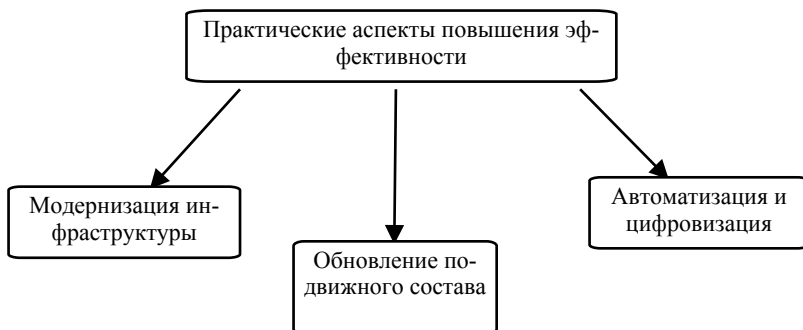 Практические аспекты повышения эф-
фективности
Модернизация ин-
фраструктуры
Обновление по-
движного состава
Автоматизация и
цифровизация